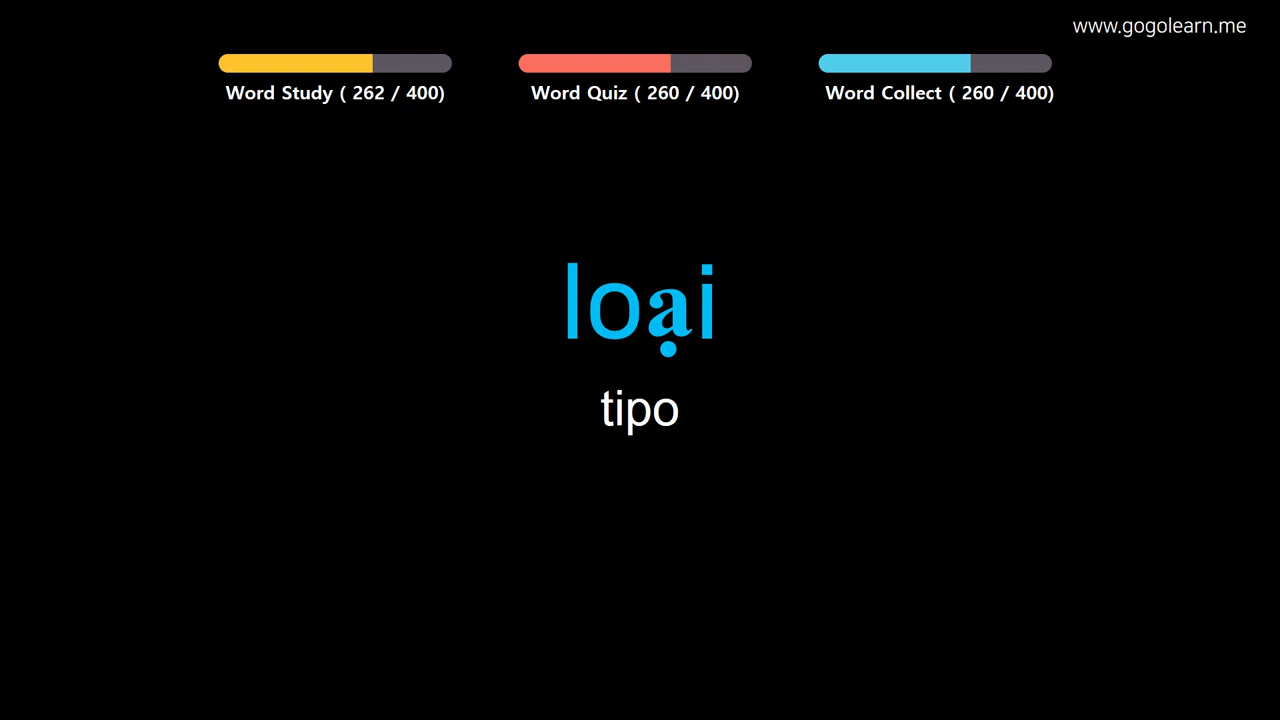 www.gogolearn.me
Word Study ( 262 / 400)
Word Quiz ( 260 / 400)
Word Collect ( 260 / 400)
loại
tipo